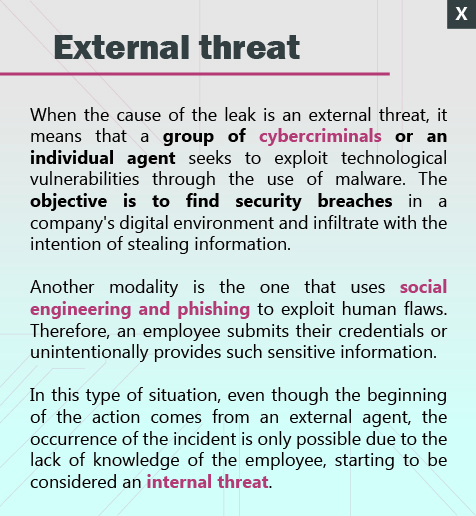 X
External threat
When the cause of the leak is an external threat, it
means that a group of cybercriminals or an
individual agent seeks to exploit technological
vulnerabilities through the use of malware. The
objective is to find security breaches in a
company's digital environment and infiltrate with the
intention of stealing information.
Another modality is the one that uses social
engineering and phishing to exploit human flaws.
Therefore, an employee submits their credentials or
unintentionally provides such sensitive information.
In this type of situation, even though the beginning
of the action comes from an external agent, the
occurrence of the incident is only possible due to the
lack of knowledge of the employee, starting to be
considered an internal threat.